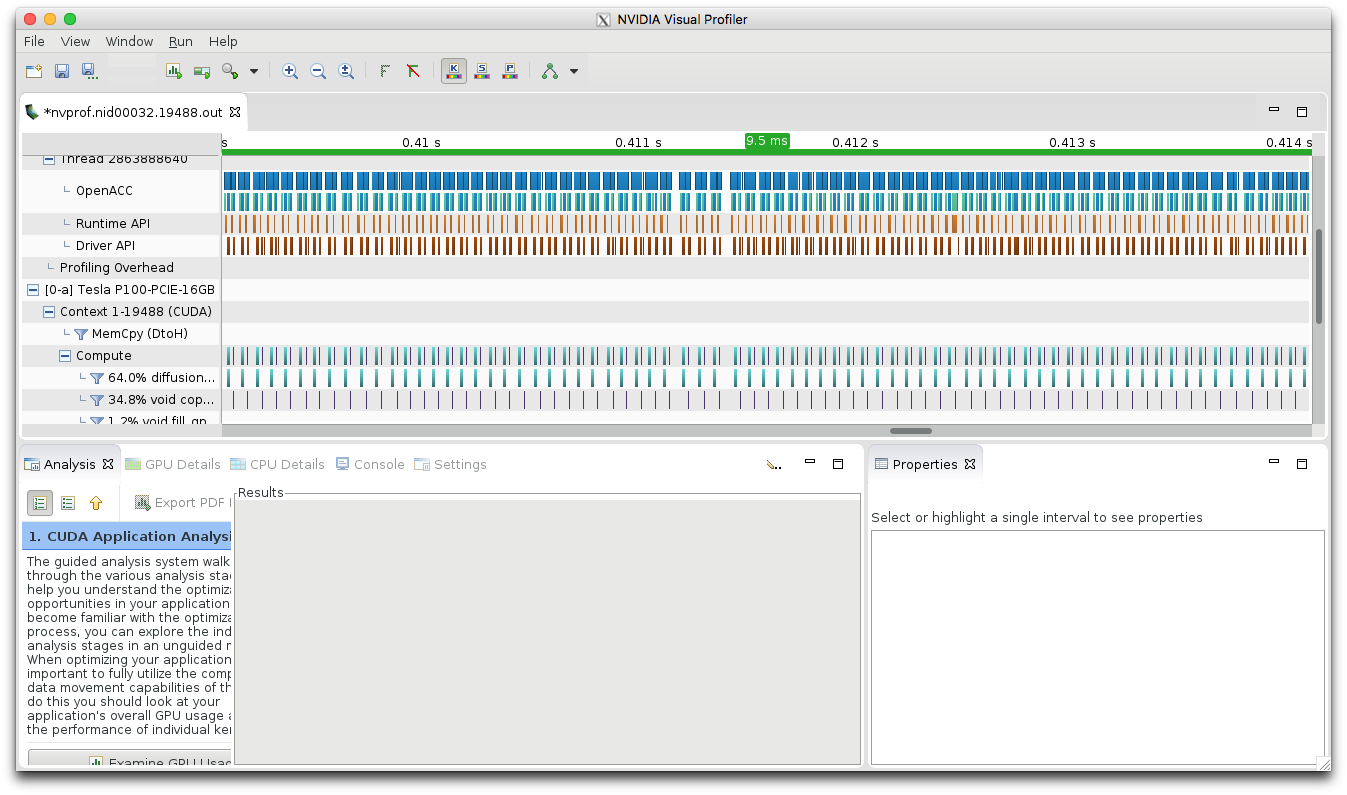 NVIDIA Visual Profiler
File View Window Run Help
*nvprof.nid00032.19488.out
s 0.41 s 0.411 s 9.5 ms 0.412 s 0.413 s 0.414 s
Thread 2863888640
OpenACC
Runtime API
Driver API
Profiling Overhead
[0-a] Tesla P100-PCIE-16GB
Context 1-19488 (CUDA)
MemCpy (DtoH)
Compute
64.0% diffusion...
34.8% void cop...
1.2% void fill_gp...
Analysis GPU Details CPU Details Console Settings
Properties
Export PDF
Results
Select or highlight a single interval to see properties
1. CUDA Application Analysi
The guided analysis system walk
through the various analysis sta
help you understand the optimiz
opportunities in your application
become familiar with the optimiza
process, you can explore the ind
analysis stages in an unguided
When optimizing your application
important to fully utilize the comp
data movement capabilities of th
do this you should look at your
application's overall GPU usage a
the performance of individual ker
Examine GPU Usag